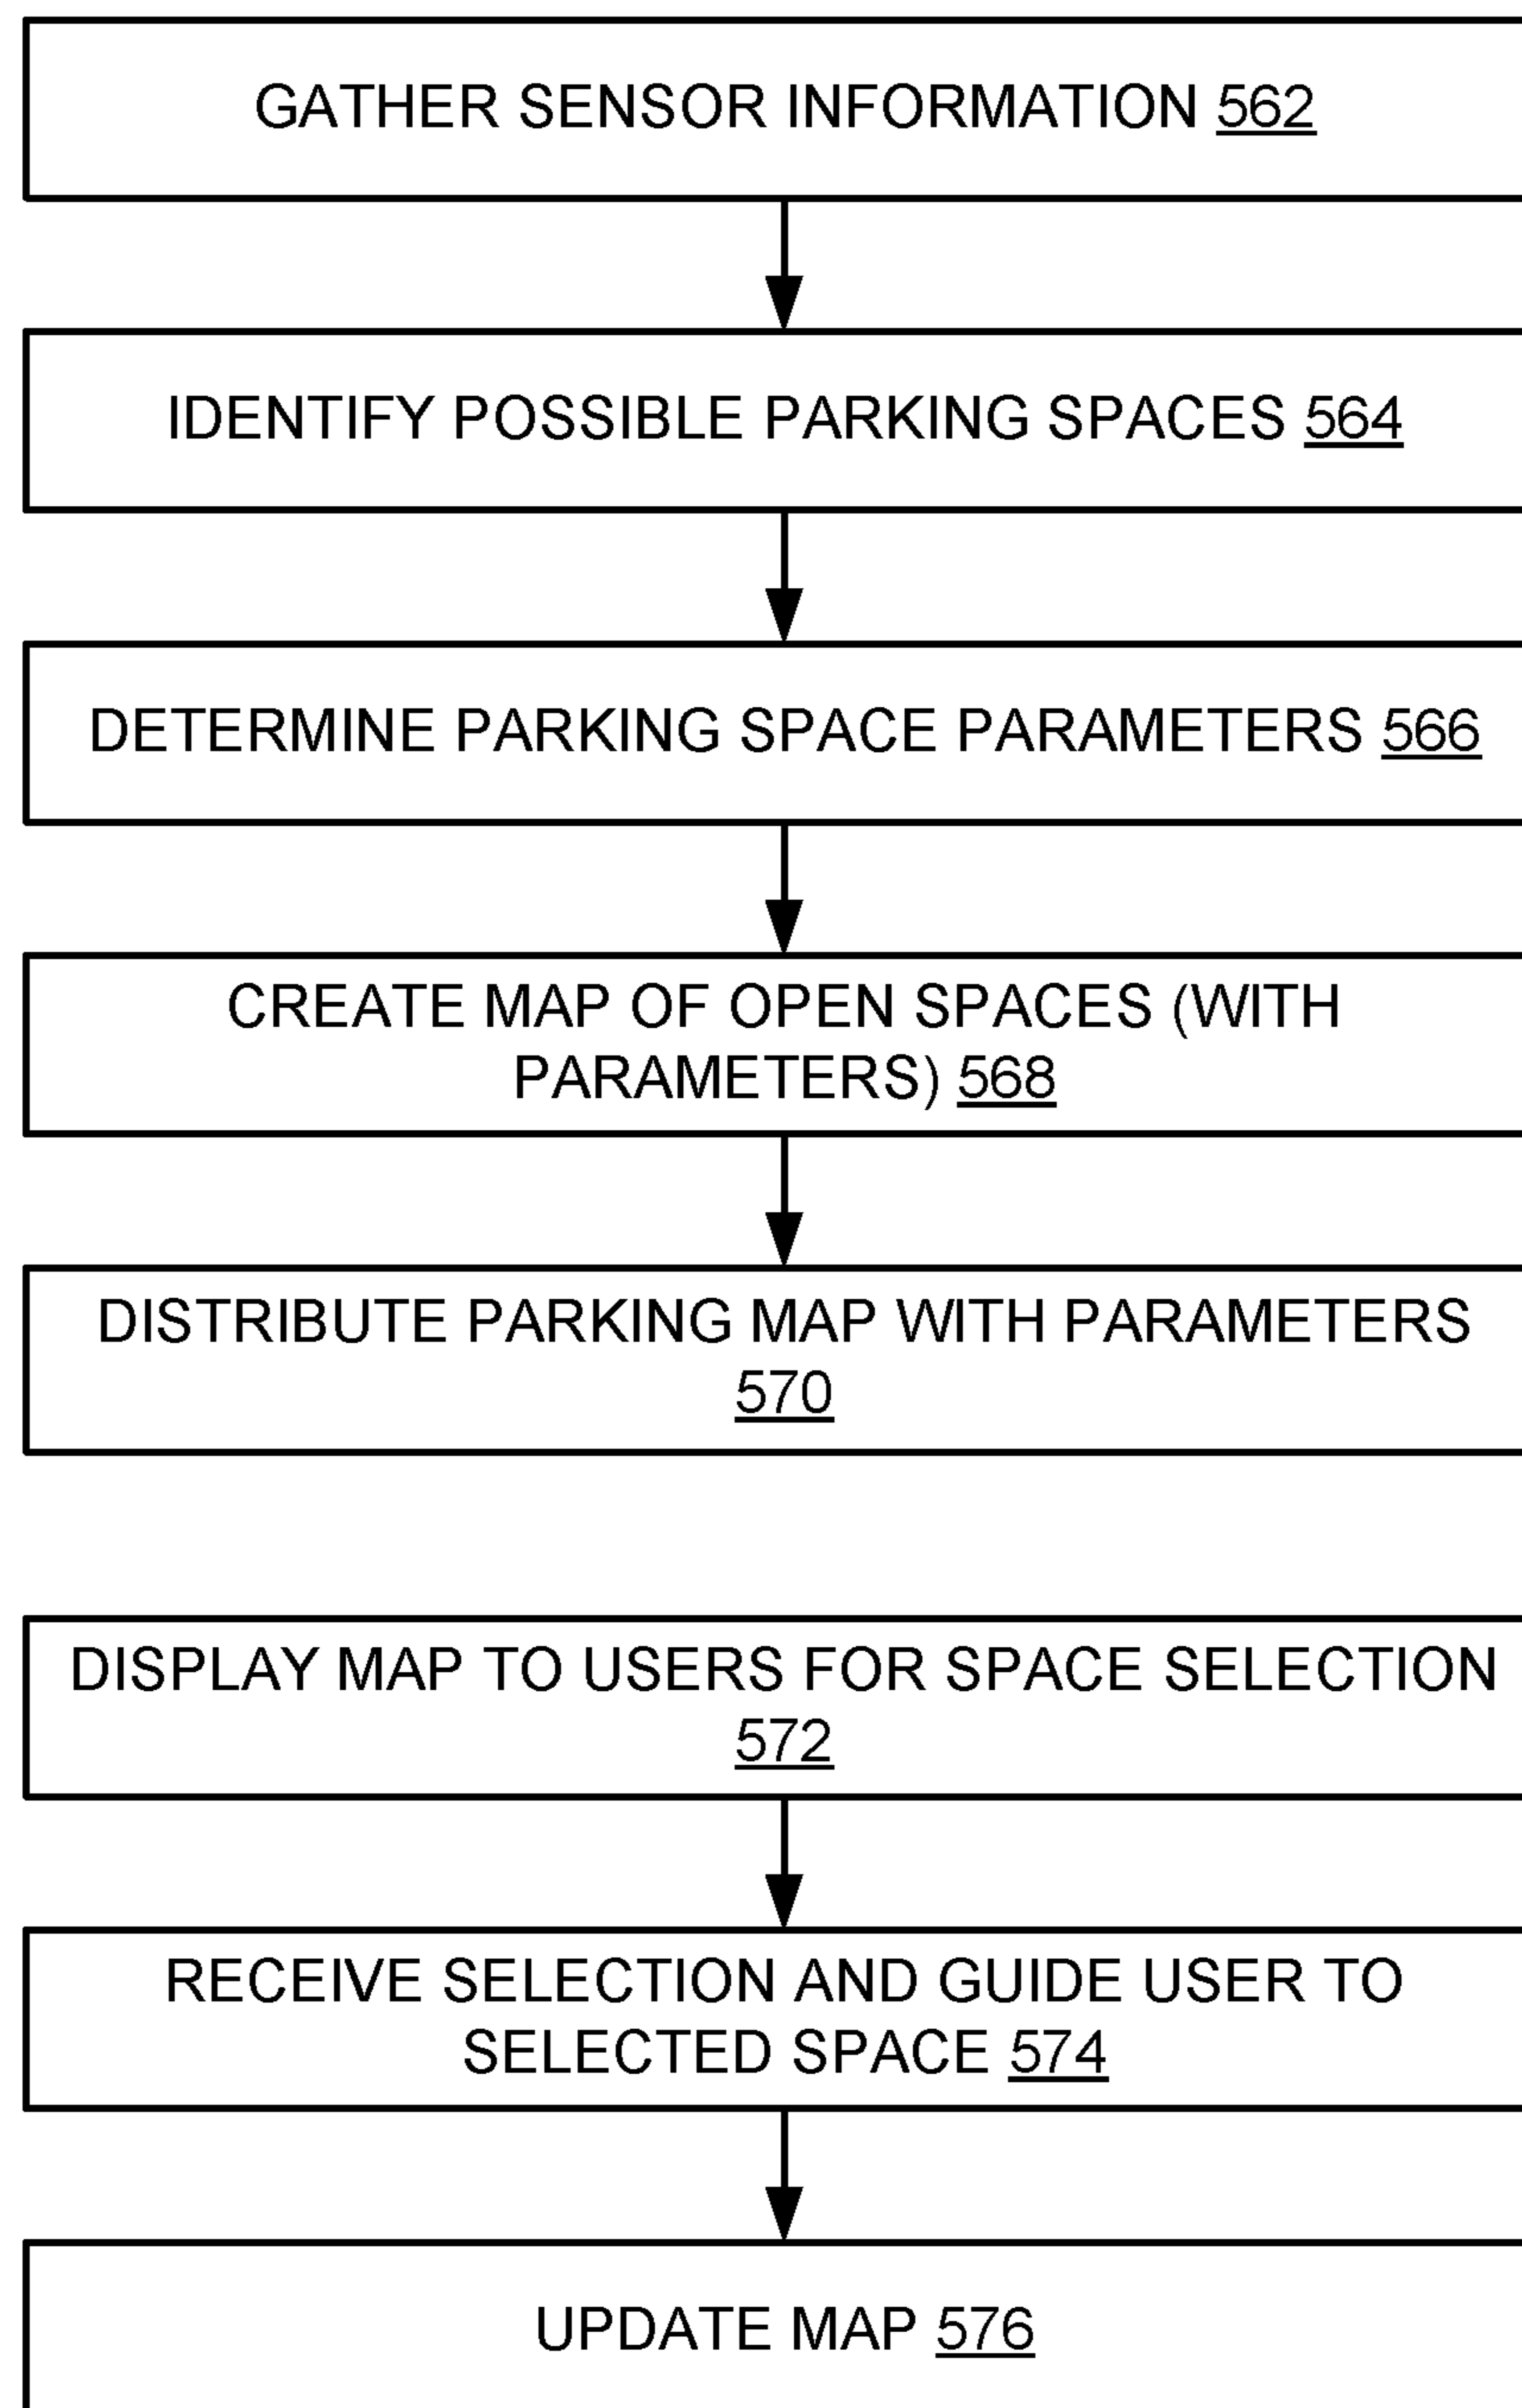 GATHER SENSOR INFORMATION 562
IDENTIFY POSSIBLE PARKING SPACES 564
DETERMINE PARKING SPACE PARAMETERS 566
CREATE MAP OF OPEN SPACES (WITH
PARAMETERS) 568
DISTRIBUTE PARKING MAP WITH PARAMETERS
570
DISPLAY MAP TO USERS FOR SPACE SELECTION
572
RECEIVE SELECTION AND GUIDE USER TO
SELECTED SPACE 574
UPDATE MAP 576